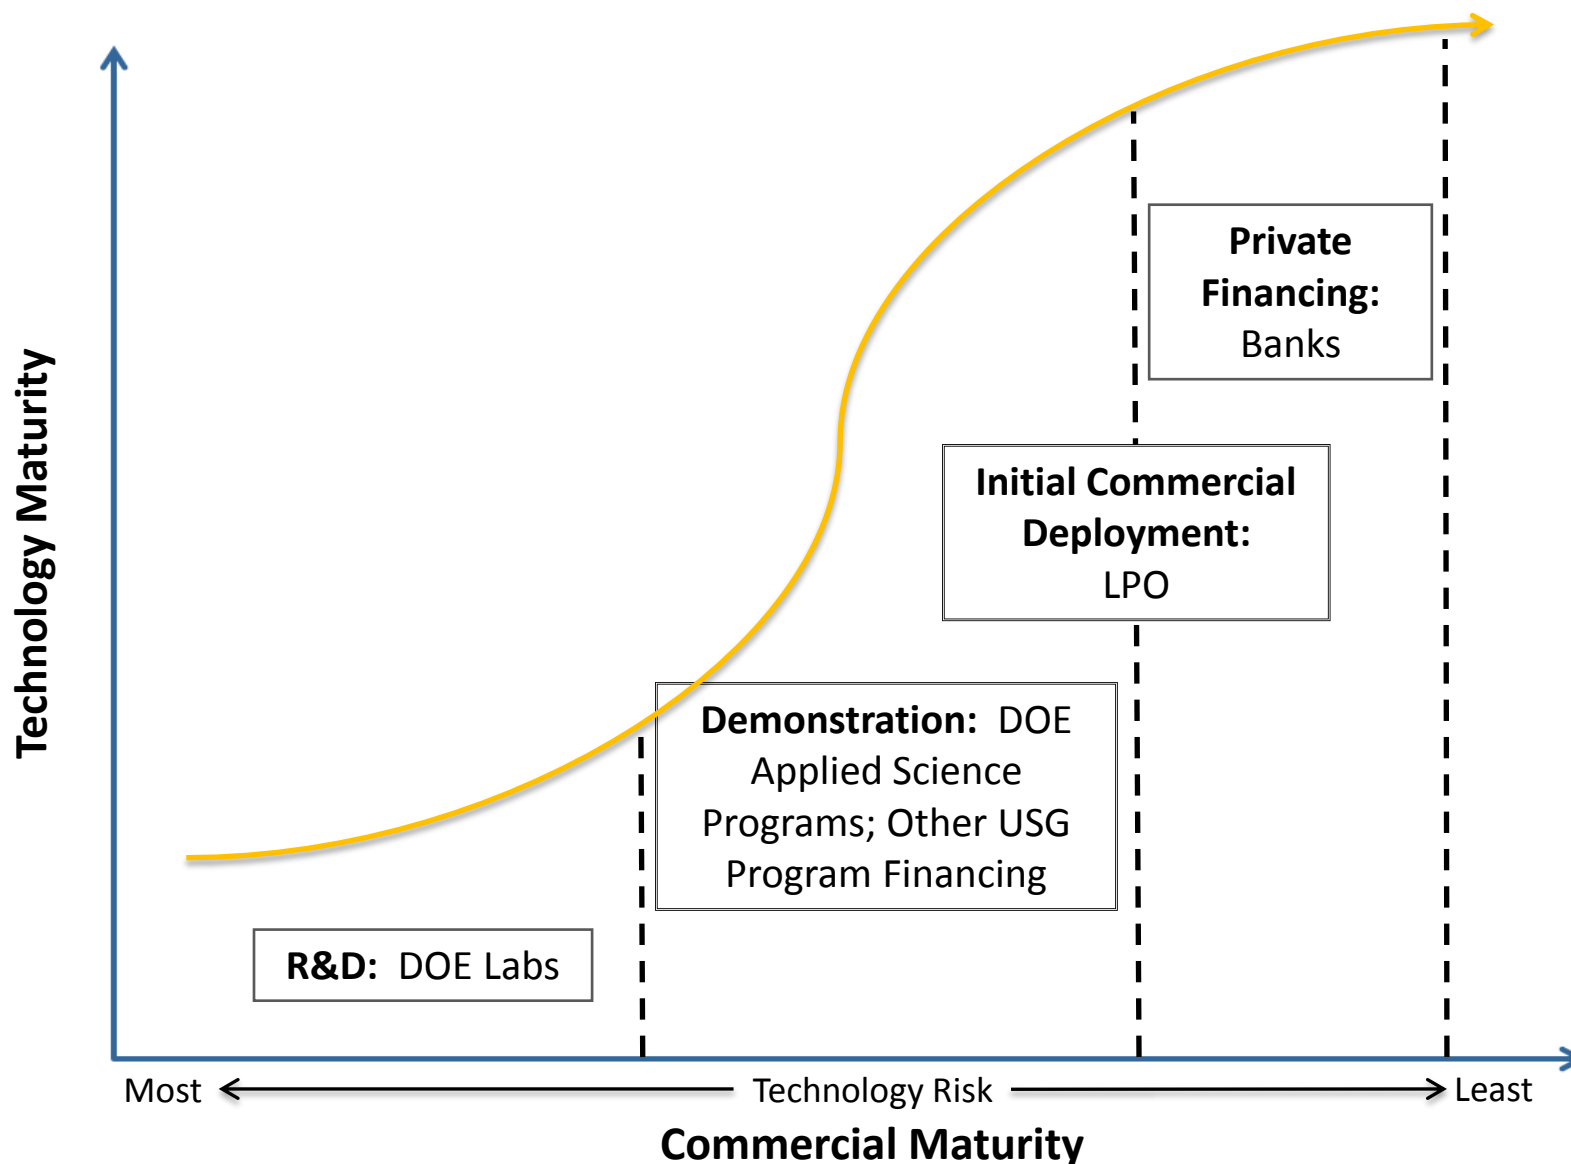 Technology Maturity
Private
Financing:
Banks
Initial Commercial
Deployment:
LPO
Demonstration: DOE
Applied Science
Programs; Other USG
Program Financing
R&D: DOE Labs
Most Technology Risk Least
Commercial Maturity